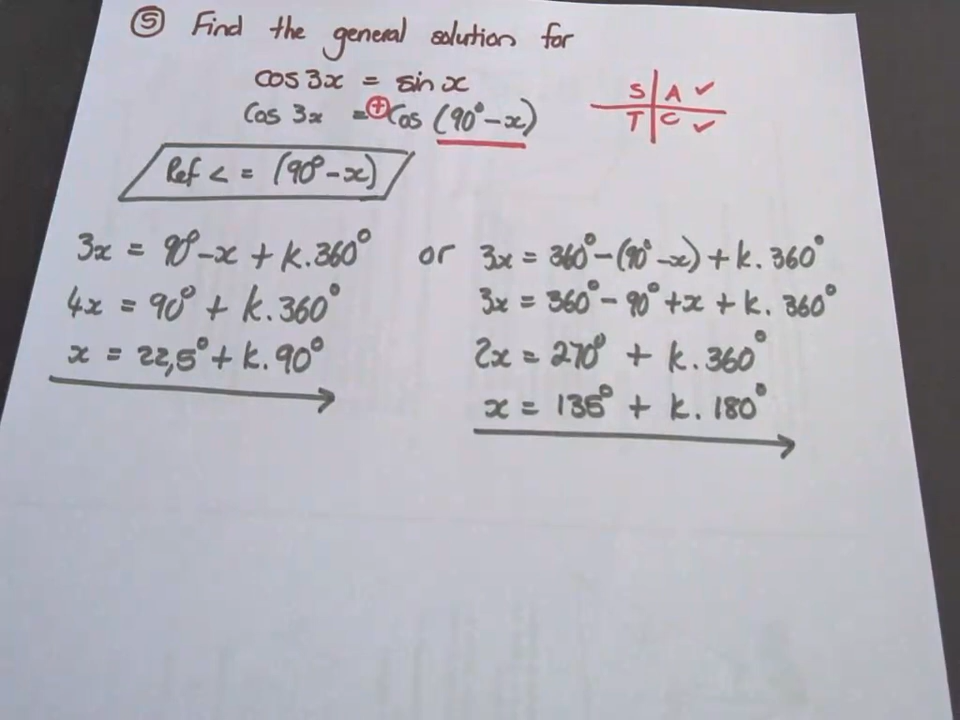 ⑤ Find the general solution for
cos 3x = sin x
Cos 3x = ⊕Cos (90° - x)
S A ✓
T C ✓
Ref < = (90° - x)
3x = 90° - x + k.360°
4x = 90° + k.360°
x = 22,5° + k.90°
or 3x = 360° - (90° - x) + k.360°
3x = 360° - 90° + x + k.360°
2x = 270° + k.360°
x = 135° + k.180°